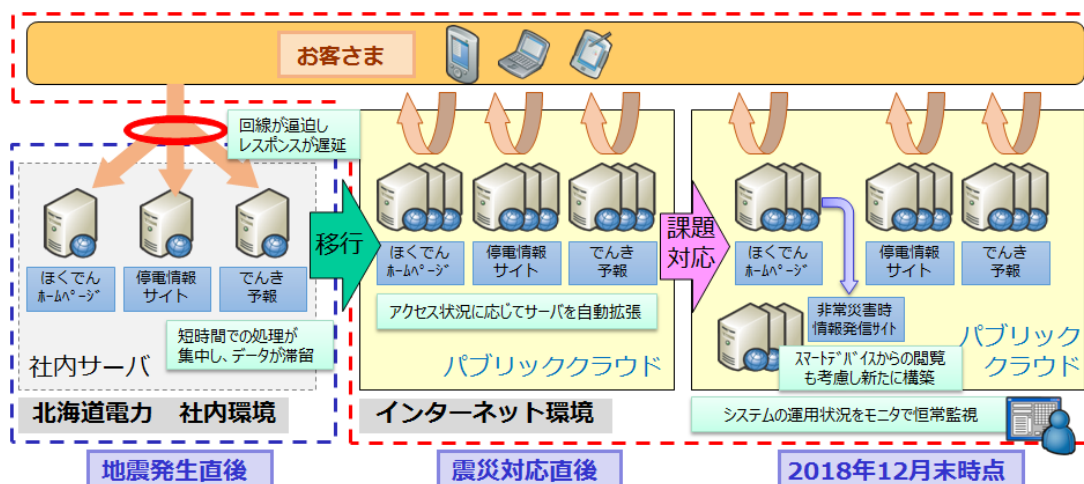 お客さま
回線が逼迫し
レスポンスが遅延
ほくでん
ﾎｰﾑﾍﾟｰｼﾞ
停電情報
サイト
でんき
予報
短時間での処理が
集中し、データが滞留
社内サーバ
北海道電力 社内環境
地震発生直後
移行
ほくでん
ﾎｰﾑﾍﾟｰｼﾞ
停電情報
サイト
でんき
予報
アクセス状況に応じてサーバを自動拡張
パブリッククラウド
インターネット環境
震災対応直後
課題
対応
ほくでん
ﾎｰﾑﾍﾟｰｼﾞ
停電情報
サイト
でんき
予報
非常災害時
情報発信サイト
スマートﾃﾞﾊﾞｲｽからの閲覧
も考慮し新たに構築
パブリック
クラウド
システムの運用状況をモニタで恒常監視
2018年12月末時点